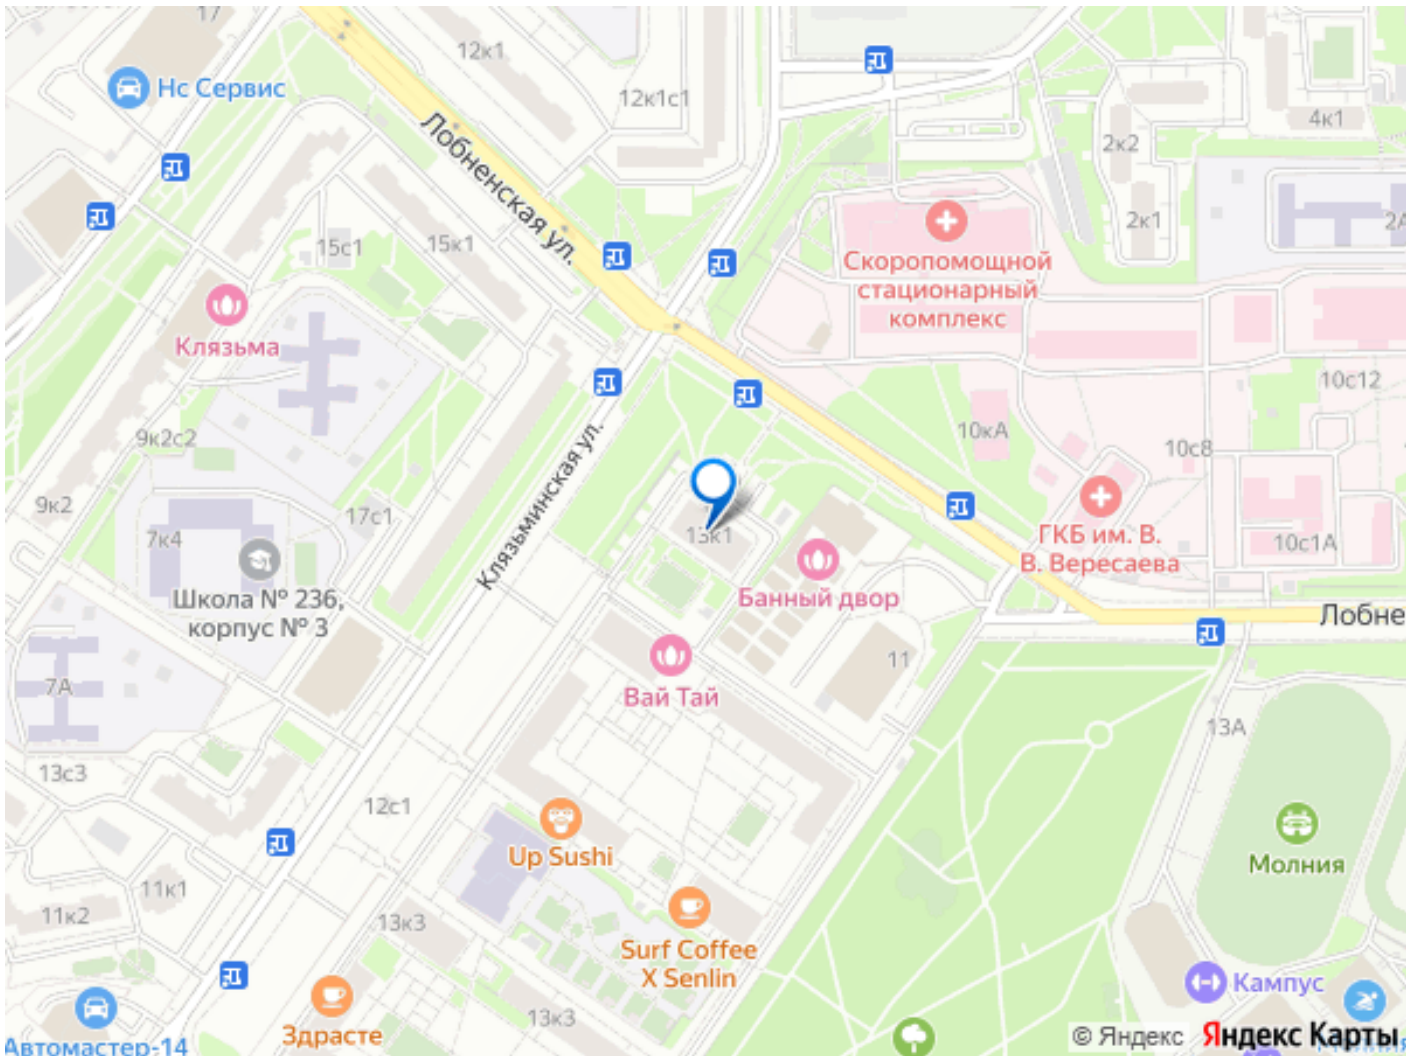 17
12к1
Нс Сервис
12к1с1
4к1
2к2
Лобненская ул.
2к1
2А
15с1
15к1
Скоропомощной
стационарный
комплекс
Клязьма
10с12
9к2с2
10кА
10с8
Клязьминская ул.
9к2
17с1
13к1
7к4
ГКБ им. В.
В. Вересаева
10с1А
Школа № 236,
корпус № 3
Банный двор
Лобне
11
7А
Вай Тай
13А
13с3
12с1
Up Sushi
Молния
11к1
11к2
13к3
Surf Coffee
X Senlin
Кампус
13к3
Здрасте
Автомастер-14
© Яндекс Яндекс Карты